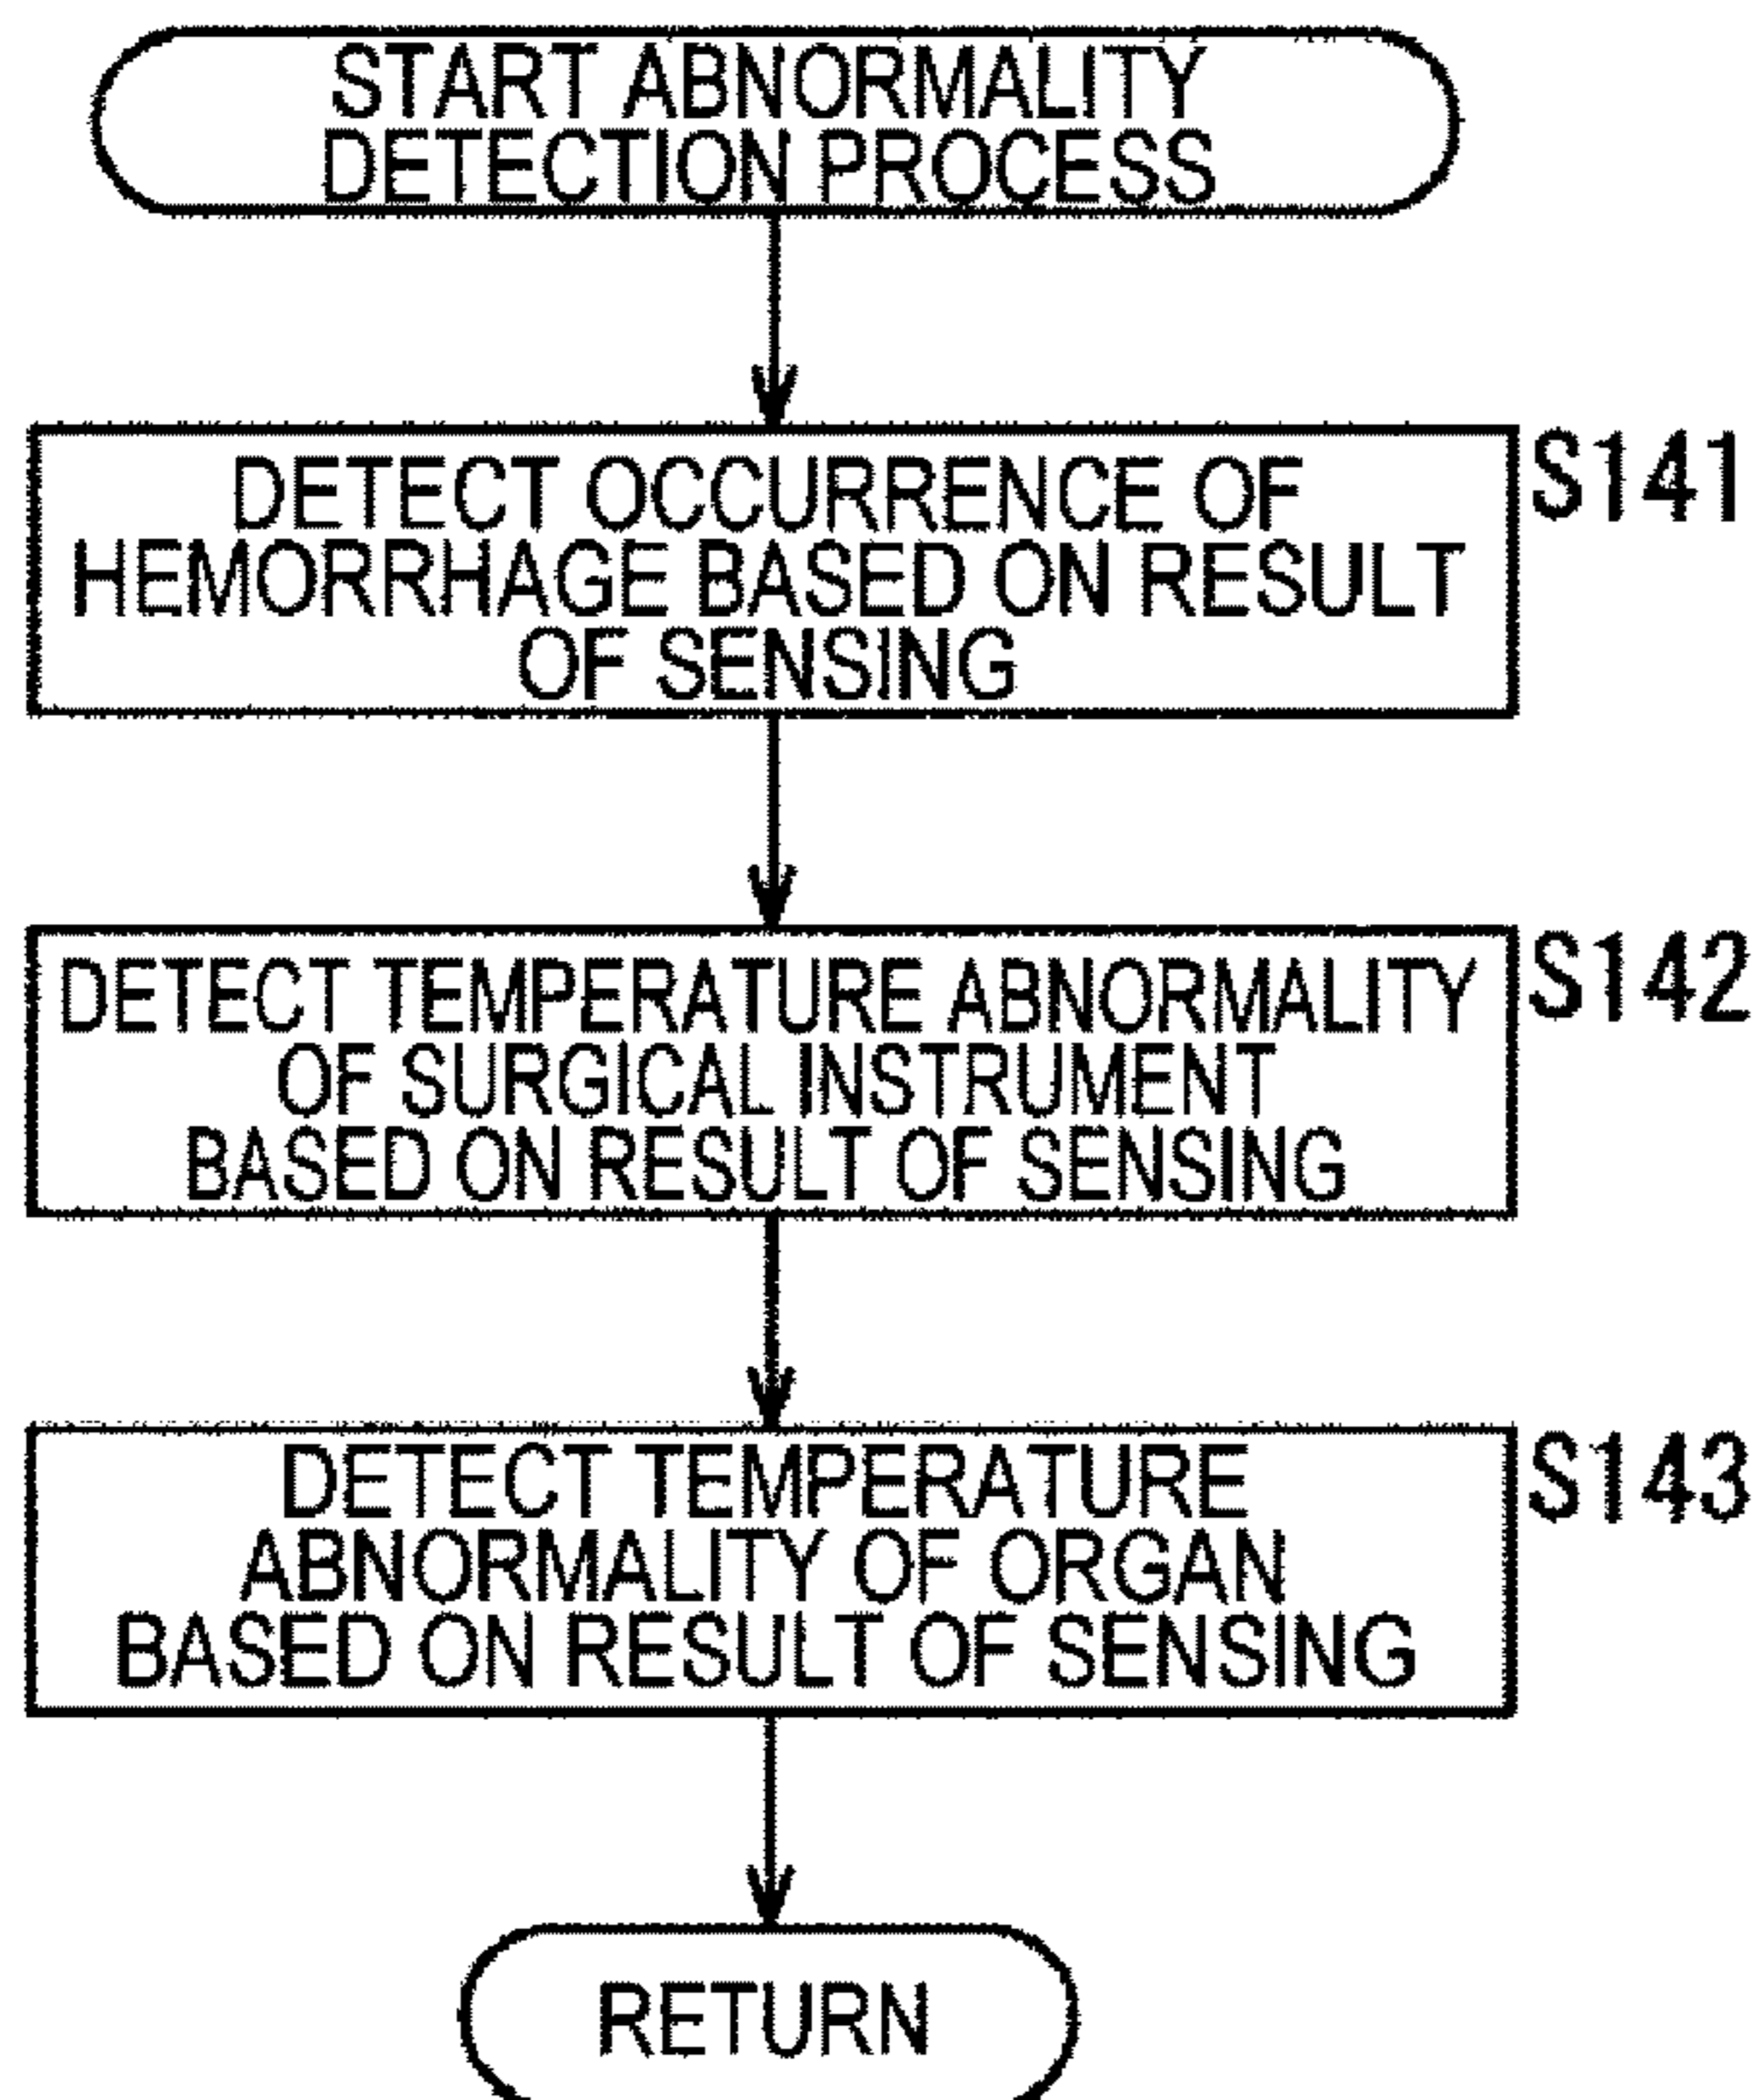 START ABNORMALITY
DETECTION PROCESS
DETECT OCCURRENCE OF
HEMORRHAGE BASED ON RESULT
OF SENSING
S141
DETECT TEMPERATURE ABNORMALITY
OF SURGICAL INSTRUMENT
BASED ON RESULT OF SENSING
S142
DETECT TEMPERATURE
ABNORMALITY OF ORGAN
BASED ON RESULT OF SENSING
S143
RETURN